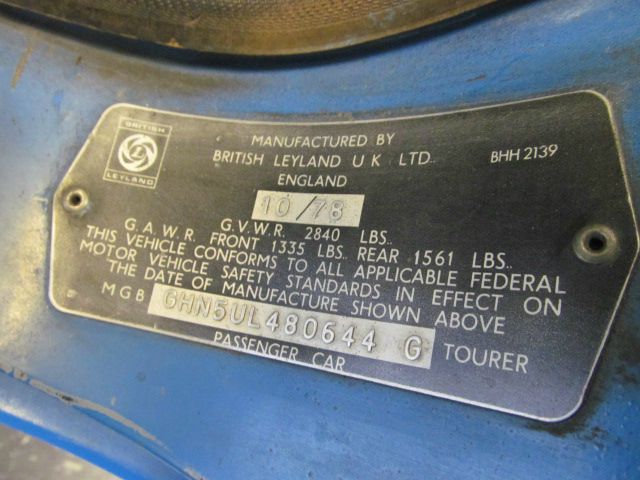 BRITISH
L
LEYLAND
MANUFACTURED BY
BRITISH LEYLAND U K LTD.
BHH 2139
ENGLAND
10/78
G.V.W.R. 2840 LBS.
G.A.W.R. FRONT 1335 LBS. REAR 1561 LBS.
THIS VEHICLE CONFORMS TO ALL APPLICABLE FEDERAL
MOTOR VEHICLE SAFETY STANDARDS IN EFFECT ON
THE DATE OF MANUFACTURE SHOWN ABOVE
MGB GHN5UL480644 G TOURER
PASSENGER CAR